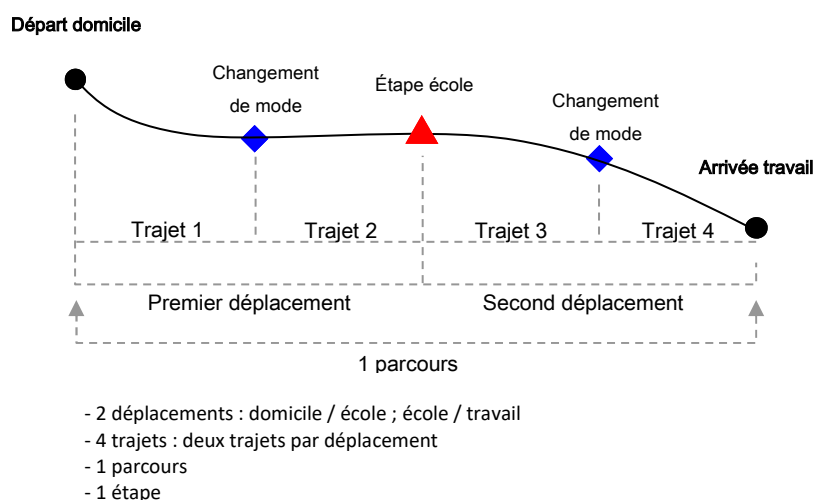 Départ domicile
Changement
de mode
Étape école
Changement
de mode
Arrivée travail
Trajet 1
Trajet 2
Trajet 3
Trajet 4
Premier déplacement
Second déplacement
1 parcours
- 2 déplacements : domicile / école ; école / travail
- 4 trajets : deux trajets par déplacement
- 1 parcours
- 1 étape